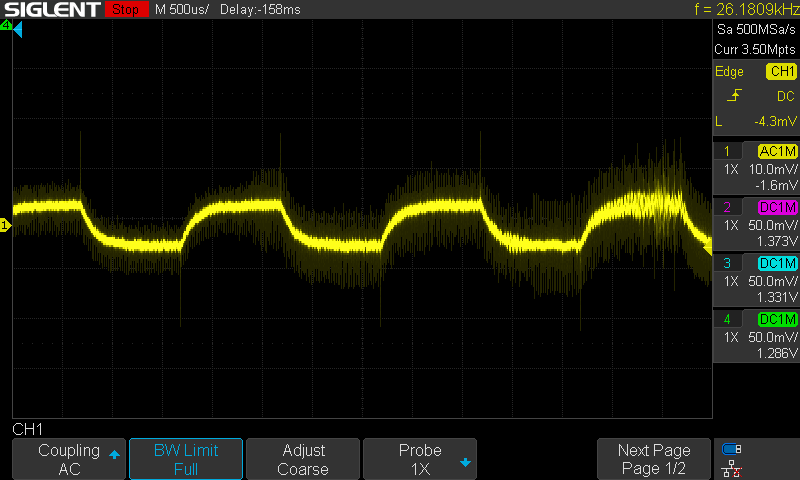 SIGLENT Stop M 500us/ Delay:-158ms f = 26.1809kHz
Sa 500MSa/s
Curr 3.50Mpts
4
Edge CH1
DC
L -4.3mV
1 AC1M
1X 10.0mV/
-1.6mV
2 DC1M
1X 50.0mV/
1.373V
3 DC1M
1X 50.0mV/
1.331V
4 DC1M
1X 50.0mV/
1.286V
1
CH1
Coupling
AC
BW Limit
Full
Adjust
Coarse
Probe
1X
Next Page
Page 1/2